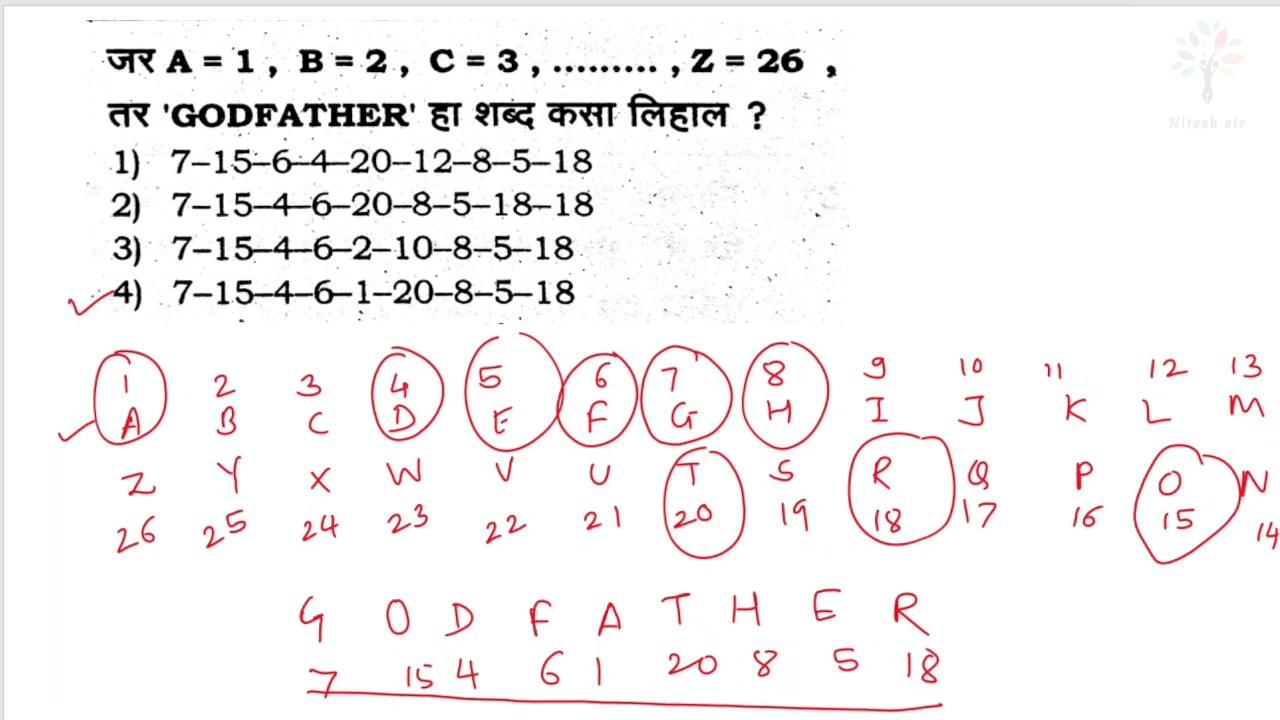 जर A = 1 , B = 2 , C = 3 , ......... , Z = 26 ,
तर 'GODFATHER' हा शब्द कसा लिहाल ?
1) 7–15–6–4–20–12–8–5–18
2) 7–15–4–6–20–8–5–18–18
3) 7–15–4–6–2–10–8–5–18
4) 7–15–4–6–1–20–8–5–18
Nitesh sir
1 2 3 4 5 6 7 8 9 10 11 12 13
A B C D E F G H I J K L M
Z Y X W V U T S R Q P O N
26 25 24 23 22 21 20 19 18 17 16 15 14
G O D F A T H E R
7 15 4 6 1 20 8 5 18